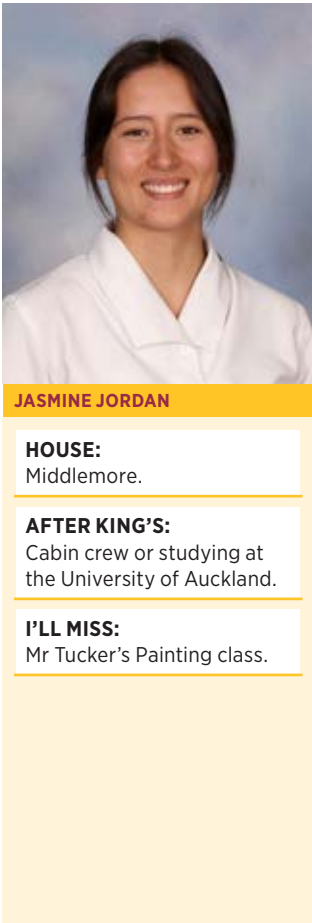 JASMINE JORDAN
HOUSE:
Middlemore.
AFTER KING'S:
Cabin crew or studying at
the University of Auckland.
I'LL MISS:
Mr Tucker's Painting class.